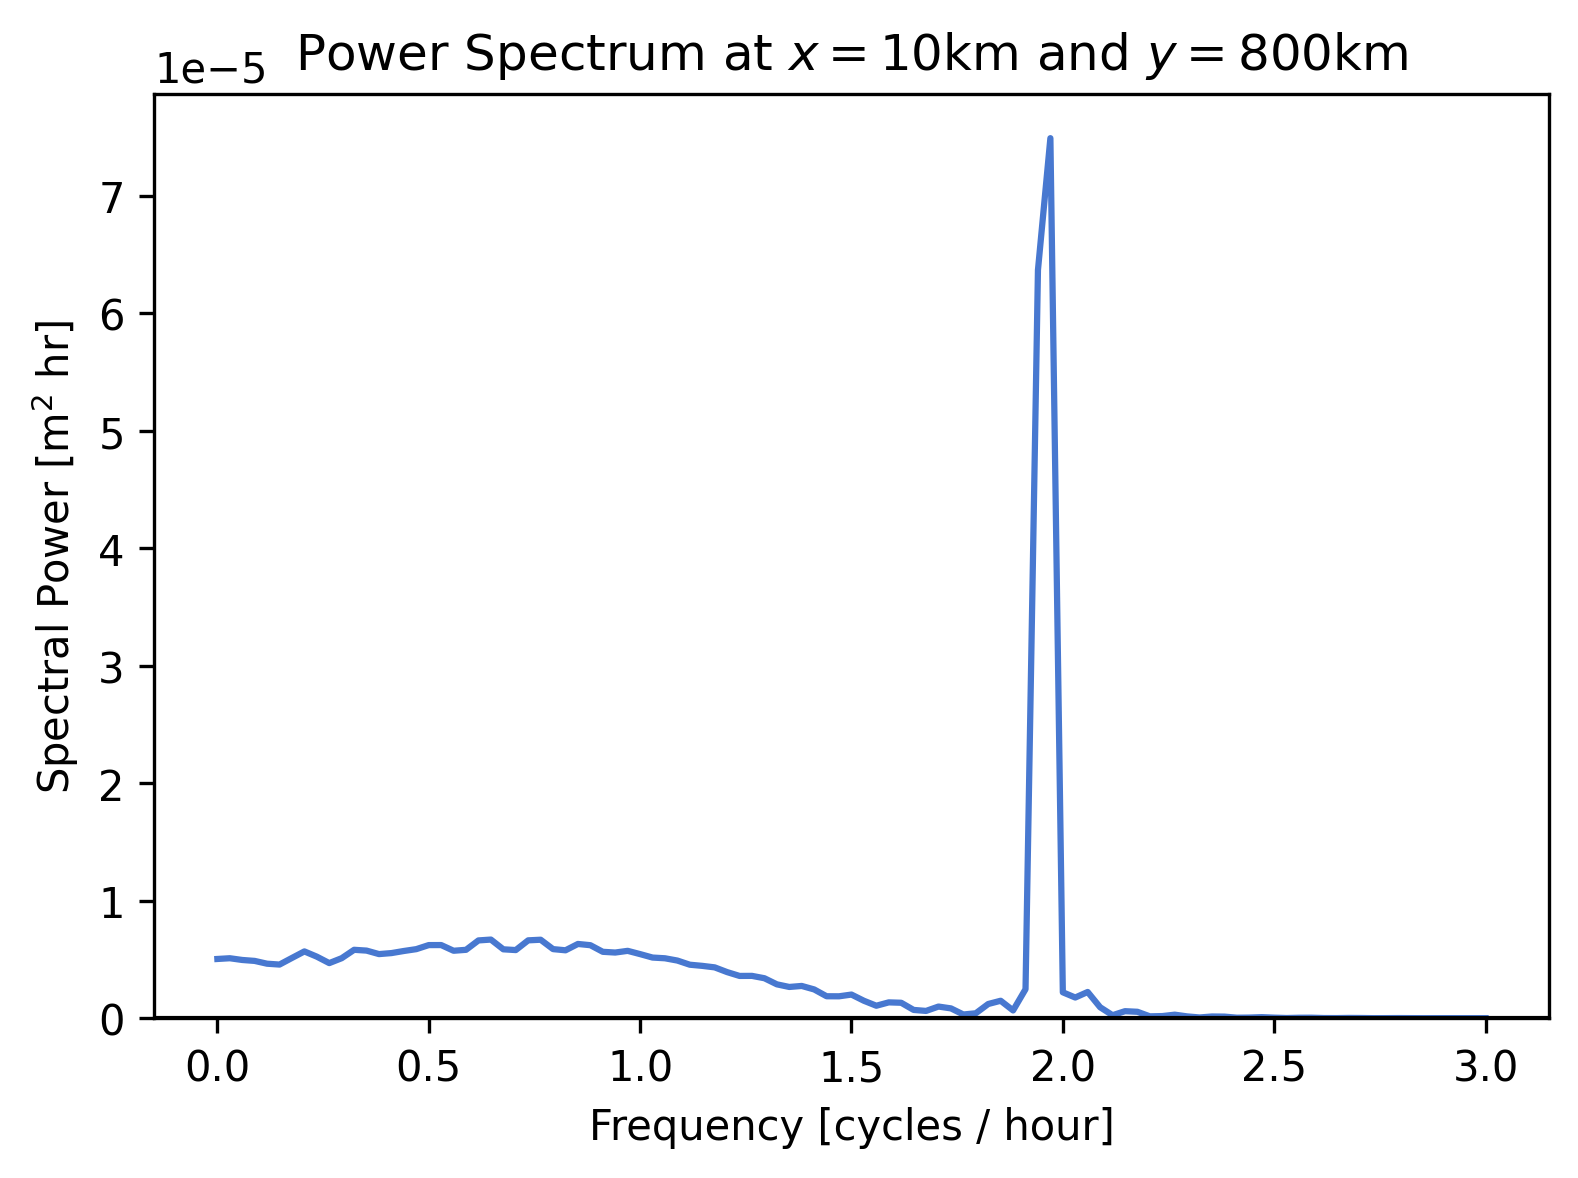 Power Spectrum at x = 10km and y = 800km
1e−5
7
6
5
4
3
2
1
0
Spectral Power [m² hr]
0.0 0.5 1.0 1.5 2.0 2.5 3.0
Frequency [cycles / hour]